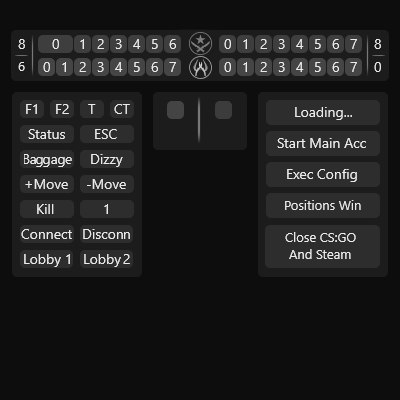 8 0 1 2 3 4 5 6 0 1 2 3 4 5 6 7 8
6 0 1 2 3 4 5 6 7 0 1 2 3 4 5 6 7 0
F1 F2 T CT
Status ESC
Baggage Dizzy
+Move -Move
Kill 1
Connect Disconn
Lobby 1 Lobby 2
Loading...
Start Main Acc
Exec Config
Positions Win
Close CS:GO
And Steam